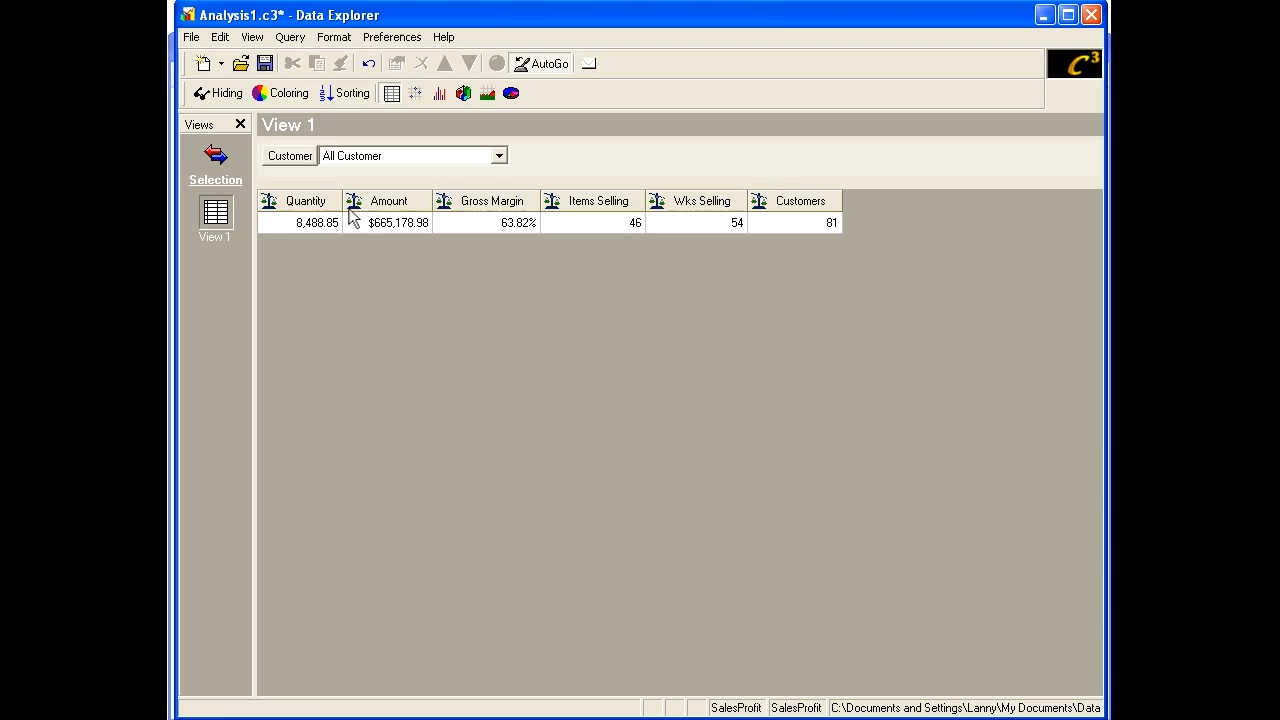 Analysis1.c3* - Data Explorer
File Edit View Query Format Preferences Help
AutoGo
C3
Hiding Coloring Sorting
Views
View 1
Customer All Customer
Selection
View 1
Quantity Amount Gross Margin Items Selling Wks Selling Customers
8,488.85 $665,178.98 63.82% 46 54 81
SalesProfit SalesProfit C:\Documents and Settings\Lanny\My Documents\Data